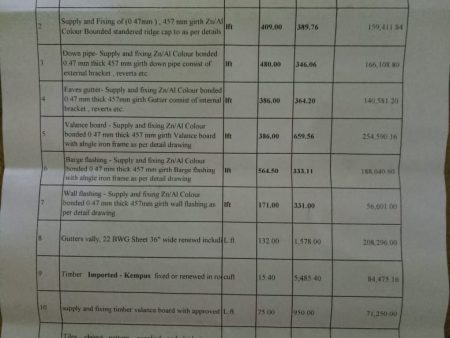 2 Supply and Fixing of (0.47mm ) , 457 mm girth Zn/Al lft 409.00 389.76 159,411.84
Colour Bounded standered ridge cap to as per details
3 Down pipe- Supply and fixing Zn/Al Colour bonded lft 480.00 346.06 166,108.80
0.47 mm thick 457 mm girth down pipe consist of
external bracket , reverts etc.
4 Eaves gutter- Supply and fixing Zn/Al Colour bonded lft 386.00 364.20 140,581.20
0.47 mm thick 457mm girth Gutter consist of internal
bracket , reverts etc.
5 Valance board - Supply and fixing Zn/Al Colour lft 386.00 659.56 254,590.16
bonded 0.47 mm thick 457 mm girth Valance board
with alngle iron frame as per detail drawing
6 Barge flashing - Supply and fixing Zn/Al Colour lft 564.50 333.11 188,040.60
bonded 0.47 mm thick 457 mm girth Barge flashing
with alngle iron frame as per detail drawing
7 Wall flashing - Supply and fixing Zn/Al Colour lft 171.00 331.00 56,601.00
bonded 0.47 mm thick 457mm girth wall flashing as
per detail drawing
8 Gutters vally, 22 BWG Sheet 36" wide renewd includi L.ft. 132.00 1,578.00 208,296.00
9 Timber Imported - Kempus fixed or renewed in ro cuft 15.40 5,485.40 84,475.16
10 supply and fixing timber valance board with approved L.ft. 75.00 950.00 71,250.00